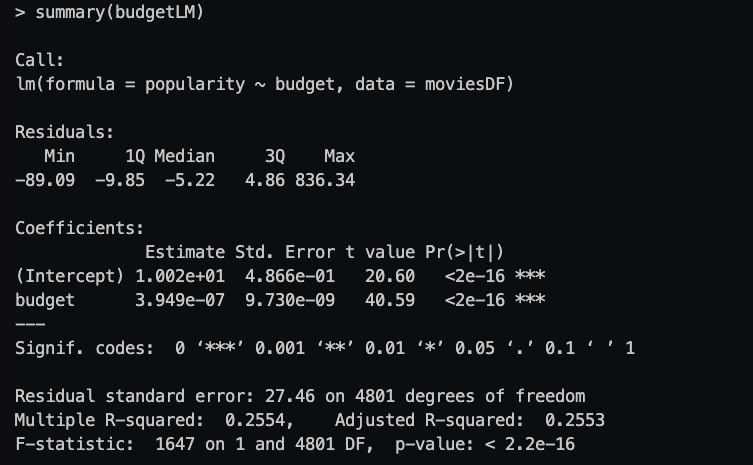 > summary(budgetLM)
Call:
lm(formula = popularity ~ budget, data = moviesDF)
Residuals:
   Min     1Q Median     3Q    Max
-89.09  -9.85  -5.22   4.86 836.34
Coefficients:
             Estimate Std. Error t value Pr(>|t|)
(Intercept) 1.002e+01  4.866e-01   20.60   <2e-16 ***
budget      3.949e-07  9.730e-09   40.59   <2e-16 ***
---
Signif. codes:  0 ‘***’ 0.001 ‘**’ 0.01 ‘*’ 0.05 ‘.’ 0.1 ‘ ’ 1
Residual standard error: 27.46 on 4801 degrees of freedom
Multiple R-squared:  0.2554,	Adjusted R-squared:  0.2553
F-statistic:  1647 on 1 and 4801 DF,  p-value: < 2.2e-16